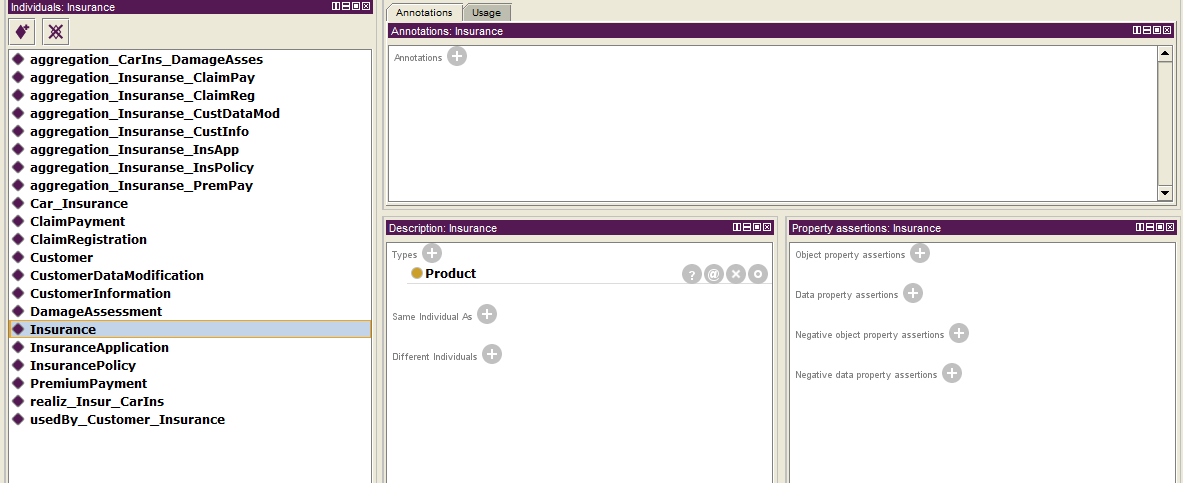 Individuals: Insurance
aggregation_CarIns_DamageAsses
aggregation_Insuranse_ClaimPay
aggregation_Insuranse_ClaimReg
aggregation_Insuranse_CustDataMod
aggregation_Insuranse_CustInfo
aggregation_Insuranse_InsApp
aggregation_Insuranse_InsPolicy
aggregation_Insuranse_PremPay
Car_Insurance
ClaimPayment
ClaimRegistration
Customer
CustomerDataModification
CustomerInformation
DamageAssessment
Insurance
InsuranceApplication
InsurancePolicy
PremiumPayment
realiz_Insur_CarIns
usedBy_Customer_Insurance
Annotations Usage
Annotations: Insurance
Annotations
Description: Insurance
Types
Product
Same Individual As
Different Individuals
Property assertions: Insurance
Object property assertions
Data property assertions
Negative object property assertions
Negative data property assertions